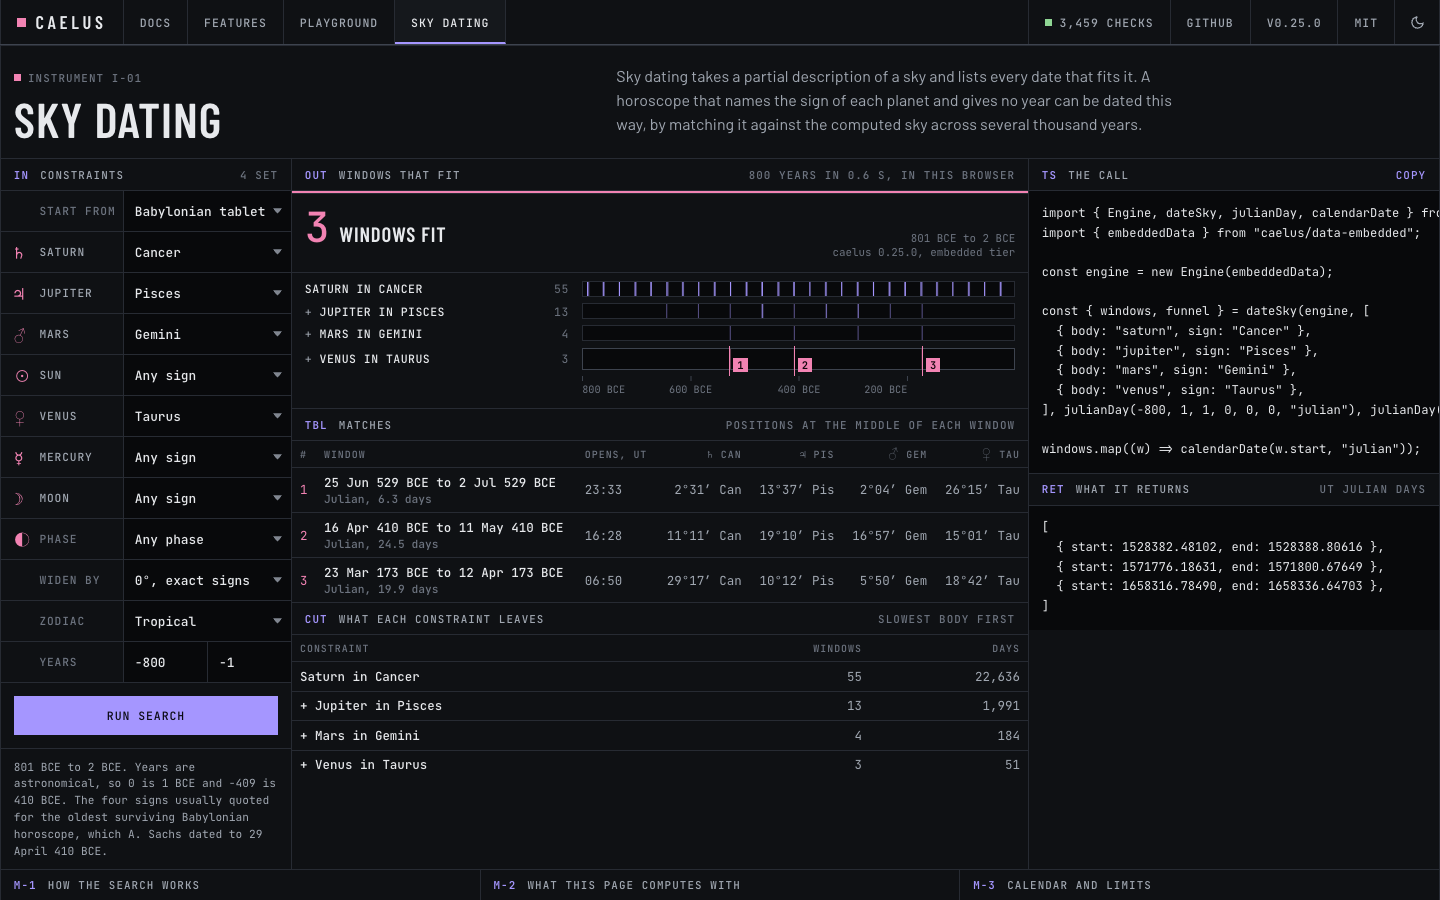 CAELUS DOCS FEATURES PLAYGROUND SKY DATING 3,459 CHECKS GITHUB V0.25.0 MIT
INSTRUMENT I-01
SKY DATING
Sky dating takes a partial description of a sky and lists every date that fits it. A
horoscope that names the sign of each planet and gives no year can be dated this
way, by matching it against the computed sky across several thousand years.
IN CONSTRAINTS 4 SET
START FROM Babylonian tablet
♄ SATURN Cancer
♃ JUPITER Pisces
♂ MARS Gemini
☉ SUN Any sign
♀ VENUS Taurus
☿ MERCURY Any sign
☽ MOON Any sign
PHASE Any phase
WIDEN BY 0°, exact signs
ZODIAC Tropical
YEARS -800 -1
RUN SEARCH
801 BCE to 2 BCE. Years are
astronomical, so 0 is 1 BCE and -409 is
410 BCE. The four signs usually quoted
for the oldest surviving Babylonian
horoscope, which A. Sachs dated to 29
April 410 BCE.
OUT WINDOWS THAT FIT 800 YEARS IN 0.6 S, IN THIS BROWSER
3 WINDOWS FIT
801 BCE to 2 BCE
caelus 0.25.0, embedded tier
SATURN IN CANCER 55
+ JUPITER IN PISCES 13
+ MARS IN GEMINI 4
+ VENUS IN TAURUS 3
1 2 3
800 BCE 600 BCE 400 BCE 200 BCE
TBL MATCHES POSITIONS AT THE MIDDLE OF EACH WINDOW
# WINDOW OPENS, UT ♄ CAN ♃ PIS ♂ GEM ♀ TAU
1 25 Jun 529 BCE to 2 Jul 529 BCE 23:33 2°31′ Can 13°37′ Pis 2°04′ Gem 26°15′ Tau
Julian, 6.3 days
2 16 Apr 410 BCE to 11 May 410 BCE 16:28 11°11′ Can 19°10′ Pis 16°57′ Gem 15°01′ Tau
Julian, 24.5 days
3 23 Mar 173 BCE to 12 Apr 173 BCE 06:50 29°17′ Can 10°12′ Pis 5°50′ Gem 18°42′ Tau
Julian, 19.9 days
CUT WHAT EACH CONSTRAINT LEAVES SLOWEST BODY FIRST
CONSTRAINT WINDOWS DAYS
Saturn in Cancer 55 22,636
+ Jupiter in Pisces 13 1,991
+ Mars in Gemini 4 184
+ Venus in Taurus 3 51
TS THE CALL COPY
import { Engine, dateSky, julianDay, calendarDate } fro
import { embeddedData } from "caelus/data-embedded";
const engine = new Engine(embeddedData);
const { windows, funnel } = dateSky(engine, [
{ body: "saturn", sign: "Cancer" },
{ body: "jupiter", sign: "Pisces" },
{ body: "mars", sign: "Gemini" },
{ body: "venus", sign: "Taurus" },
], julianDay(-800, 1, 1, 0, 0, 0, "julian"), julianDay(
windows.map((w) => calendarDate(w.start, "julian"));
RET WHAT IT RETURNS UT JULIAN DAYS
[
{ start: 1528382.48102, end: 1528388.80616 },
{ start: 1571776.18631, end: 1571800.67649 },
{ start: 1658316.78490, end: 1658336.64703 },
]
M-1 HOW THE SEARCH WORKS
M-2 WHAT THIS PAGE COMPUTES WITH
M-3 CALENDAR AND LIMITS